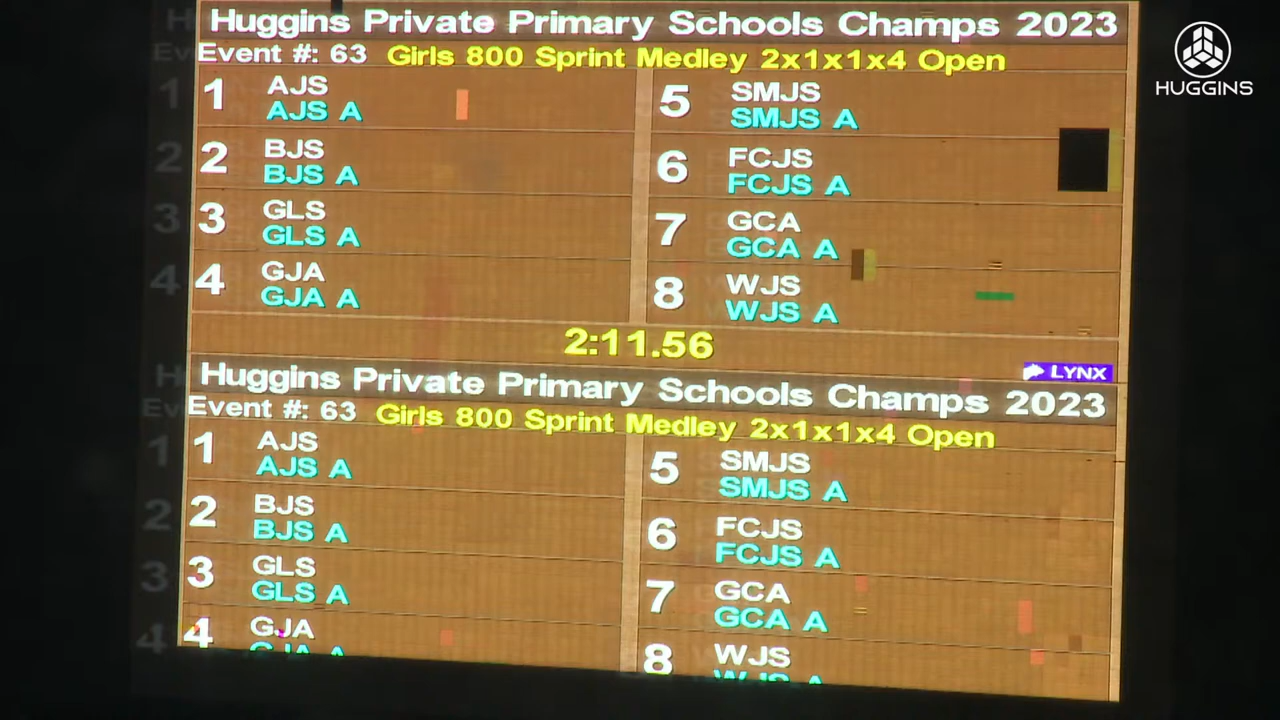 Huggins Private Primary Schools Champs 2023
Event #: 63 Girls 800 Sprint Medley 2x1x1x4 Open
1 AJS
AJS A
2 BJS
BJS A
3 GLS
GLS A
4 GJA
GJA A
5 SMJS
SMJS A
6 FCJS
FCJS A
7 GCA
GCA A
8 WJS
WJS A
2:11.56
LYNX
Huggins Private Primary Schools Champs 2023
Event #: 63 Girls 800 Sprint Medley 2x1x1x4 Open
1 AJS
AJS A
2 BJS
BJS A
3 GLS
GLS A
4 GJA
GJA A
5 SMJS
SMJS A
6 FCJS
FCJS A
7 GCA
GCA A
8 WJS
WJS A
HUGGINS